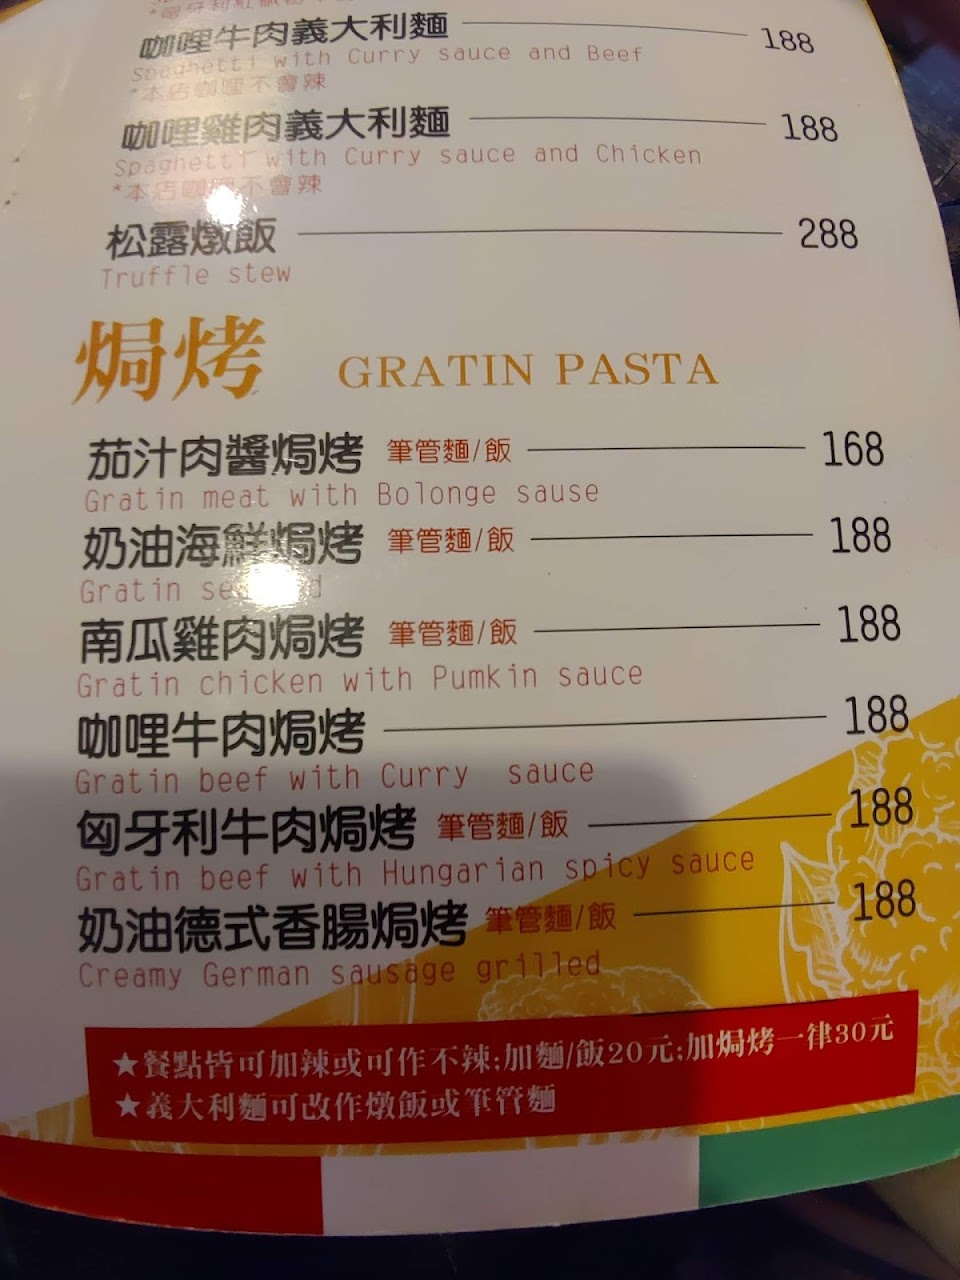 咖哩牛肉義大利麵 188
Spaghetti with Curry sauce and Beef
*本店咖哩不會辣
咖哩雞肉義大利麵 188
Spaghetti with Curry sauce and Chicken
*本店咖哩不會辣
松露燉飯 288
Truffle stew
焗烤 GRATIN PASTA
茄汁肉醬焗烤 筆管麵/飯 168
Gratin meat with Bolonge sause
奶油海鮮焗烤 筆管麵/飯 188
Gratin
南瓜雞肉焗烤 筆管麵/飯 188
Gratin chicken with Pumkin sauce
咖哩牛肉焗烤 188
Gratin beef with Curry sauce
匈牙利牛肉焗烤 筆管麵/飯 188
Gratin beef with Hungarian spicy sauce
奶油德式香腸焗烤 筆管麵/飯 188
Creamy German sausage grilled
★餐點皆可加辣或可作不辣;加麵/飯20元;加焗烤一律30元
★義大利麵可改作燉飯或筆管麵